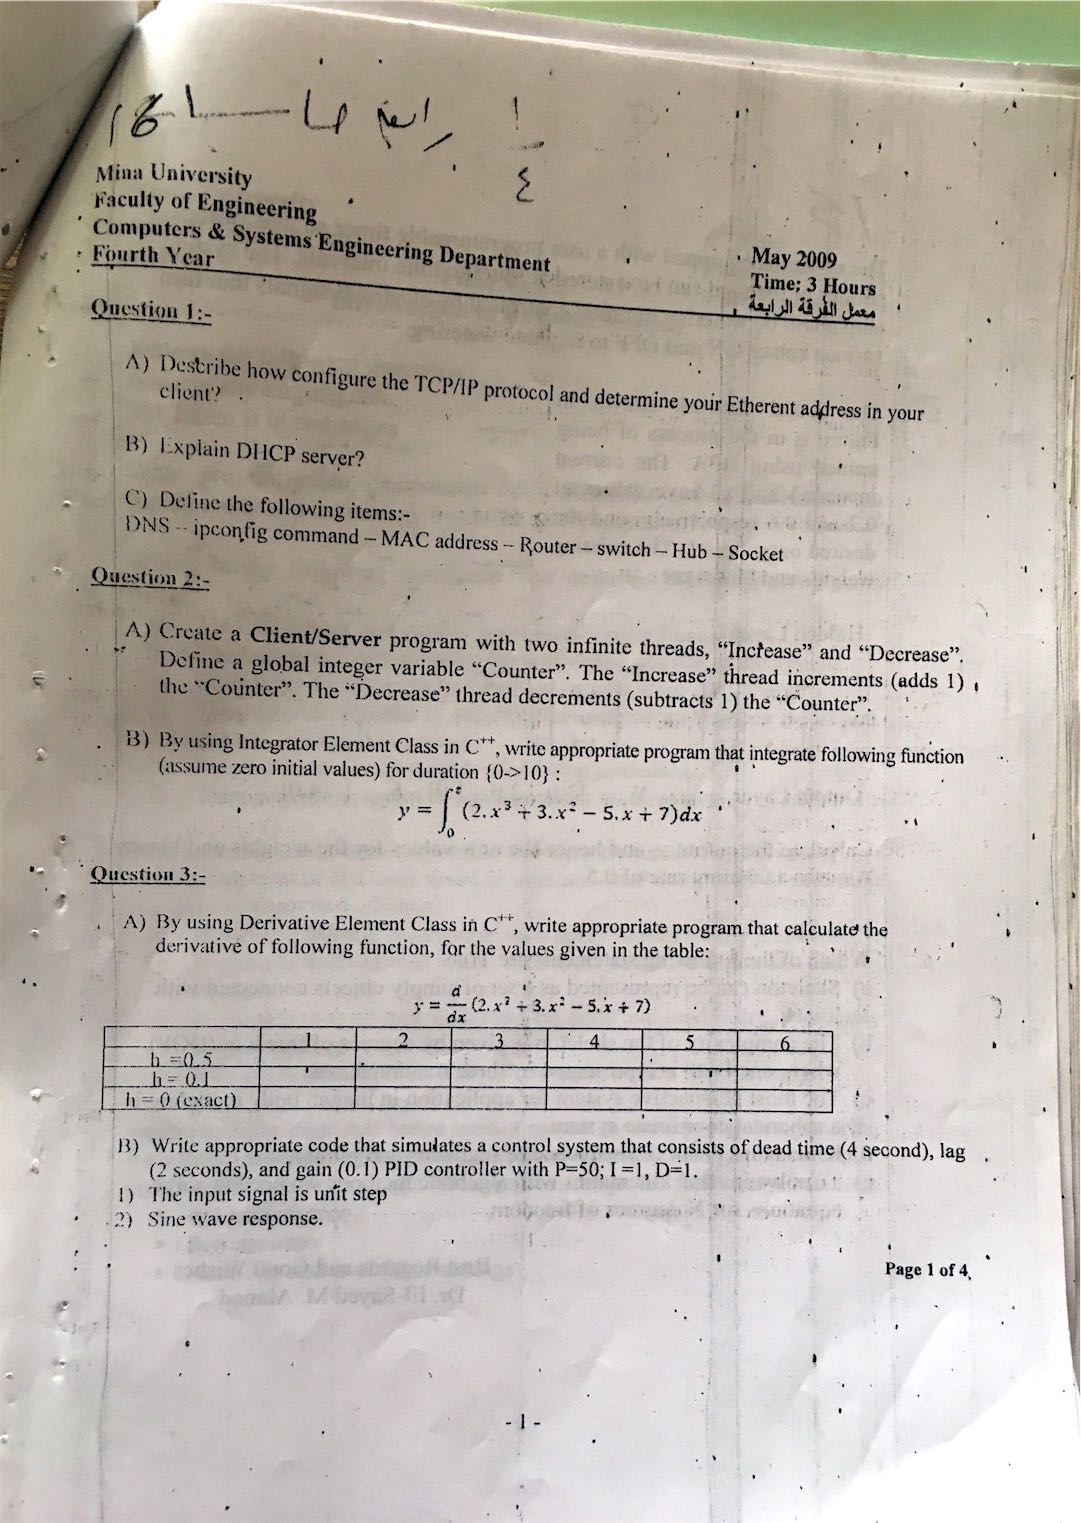 رابعة حاسبات
١
٤
Minia University
Faculty of Engineering
Computers & Systems Engineering Department
Fourth Year
May 2009
Time: 3 Hours
معمل الفرقة الرابعة
Question 1:-
A) Describe how configure the TCP/IP protocol and determine your Etherent address in your
client?
B) Explain DHCP server?
C) Define the following items:-
DNS -- ipconfig command – MAC address – Router – switch – Hub – Socket
Question 2:-
A) Create a Client/Server program with two infinite threads, “Increase” and “Decrease”.
Define a global integer variable “Counter”. The “Increase” thread increments (adds 1)
the “Counter”. The “Decrease” thread decrements (subtracts 1) the “Counter”.
B) By using Integrator Element Class in C++, write appropriate program that integrate following function
(assume zero initial values) for duration {0->10} :
y = ∫₀ᵗ (2.x³ + 3.x² − 5.x + 7)dx
Question 3:-
A) By using Derivative Element Class in C++, write appropriate program that calculate the
derivative of following function, for the values given in the table:
y = d/dx (2.x³ + 3.x² − 5.x + 7)
1 2 3 4 5 6
h =0.5
h = 0.1
h = 0 (exact)
B) Write appropriate code that simulates a control system that consists of dead time (4 second), lag
(2 seconds), and gain (0.1) PID controller with P=50; I =1, D=1.
1) The input signal is unit step
2) Sine wave response.
Page 1 of 4
- 1 -